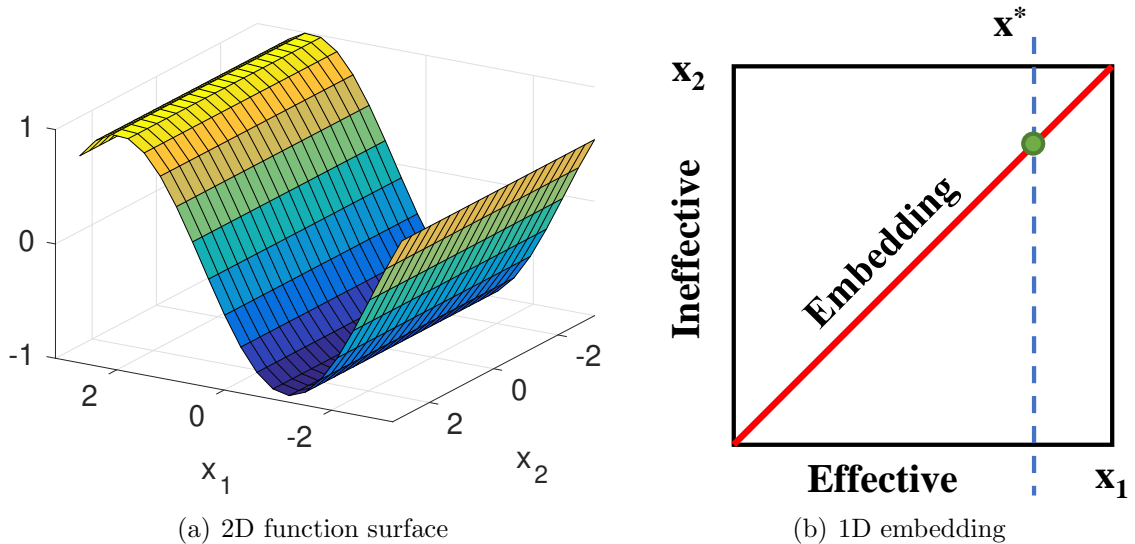 1
0
-1
2
0
-2
x1
2
0
-2
x2
(a) 2D function surface
x*
x2
Ineffective
Embedding
Effective
x1
(b) 1D embedding